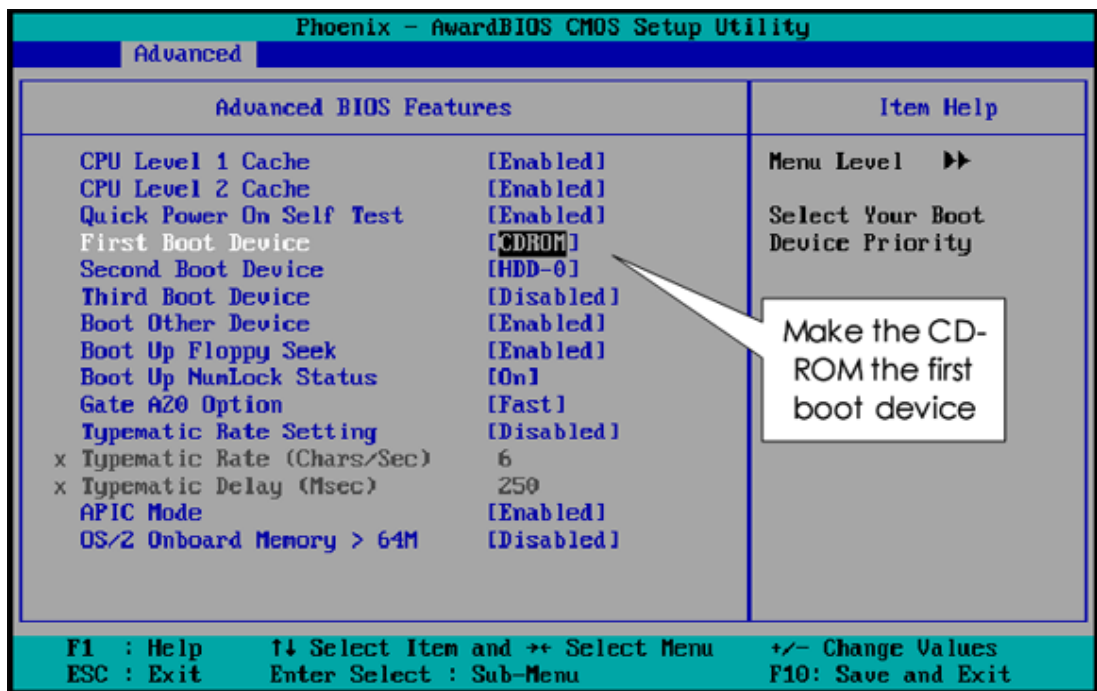 Phoenix - AwardBIOS CMOS Setup Utility
Advanced
Advanced BIOS Features
Item Help
CPU Level 1 Cache [Enabled]
CPU Level 2 Cache [Enabled]
Quick Power On Self Test [Enabled]
First Boot Device [CDROM]
Second Boot Device [HDD-0]
Third Boot Device [Disabled]
Boot Other Device [Enabled]
Boot Up Floppy Seek [Enabled]
Boot Up NumLock Status [On]
Gate A20 Option [Fast]
Typematic Rate Setting [Disabled]
x Typematic Rate (Chars/Sec) 6
x Typematic Delay (Msec) 250
APIC Mode [Enabled]
OS/2 Onboard Memory > 64M [Disabled]
Menu Level ▶▶
Select Your Boot
Device Priority
Make the CD-
ROM the first
boot device
F1 : Help ↑↓ Select Item and →← Select Menu +/- Change Values
ESC : Exit Enter Select : Sub-Menu F10: Save and Exit